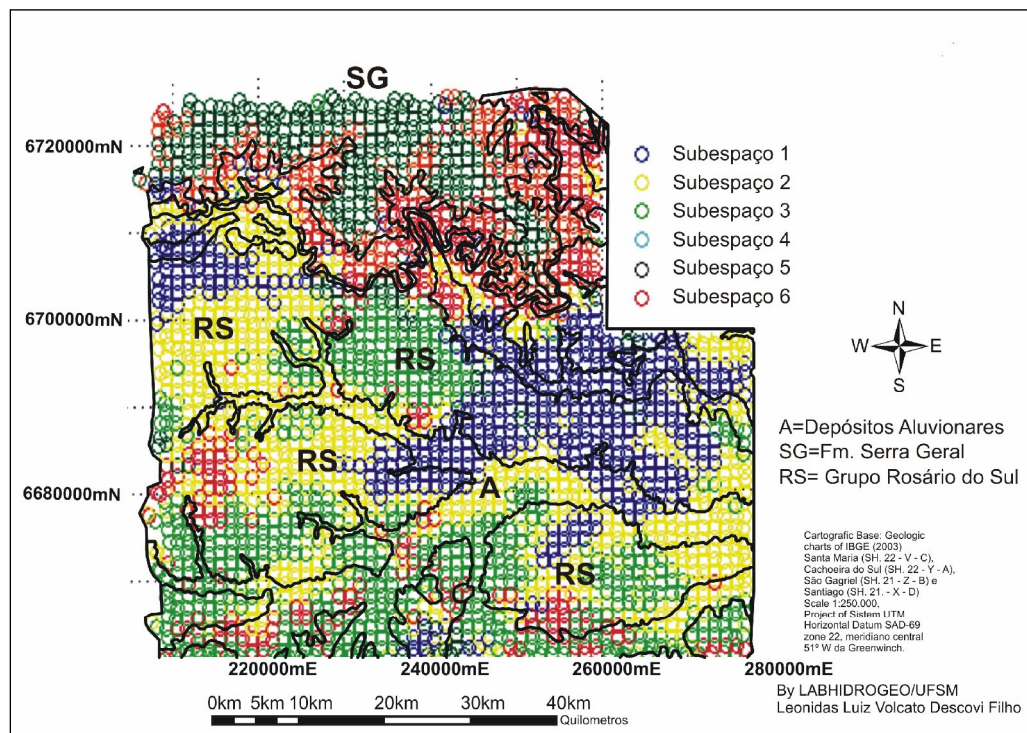 SG
6720000mN
Subespaço 1
Subespaço 2
Subespaço 3
Subespaço 4
Subespaço 5
Subespaço 6
6700000mN
RS
RS
N
W
E
S
A=Depósitos Aluvionares
SG=Fm. Serra Geral
RS= Grupo Rosário do Sul
RS
A
6680000mN
RS
Cartografic Base: Geologic
charts of IBGE (2003)
Santa Maria (SH. 22 - V - C),
Cachoeira do Sul (SH. 22 - Y - A),
São Gagriel (SH. 21 - Z - B) e
Santiago (SH. 21. - X - D)
Scale 1:250.000,
Project of Sistem UTM
Horizontal Datum SAD-69
zone 22, meridiano central
51º W da Greenwinch.
220000mE
240000mE
260000mE
280000mE
0km 5km 10km 20km 30km 40km
Quilometros
By LABHIDROGEO/UFSM
Leonidas Luiz Volcato Descovi Filho